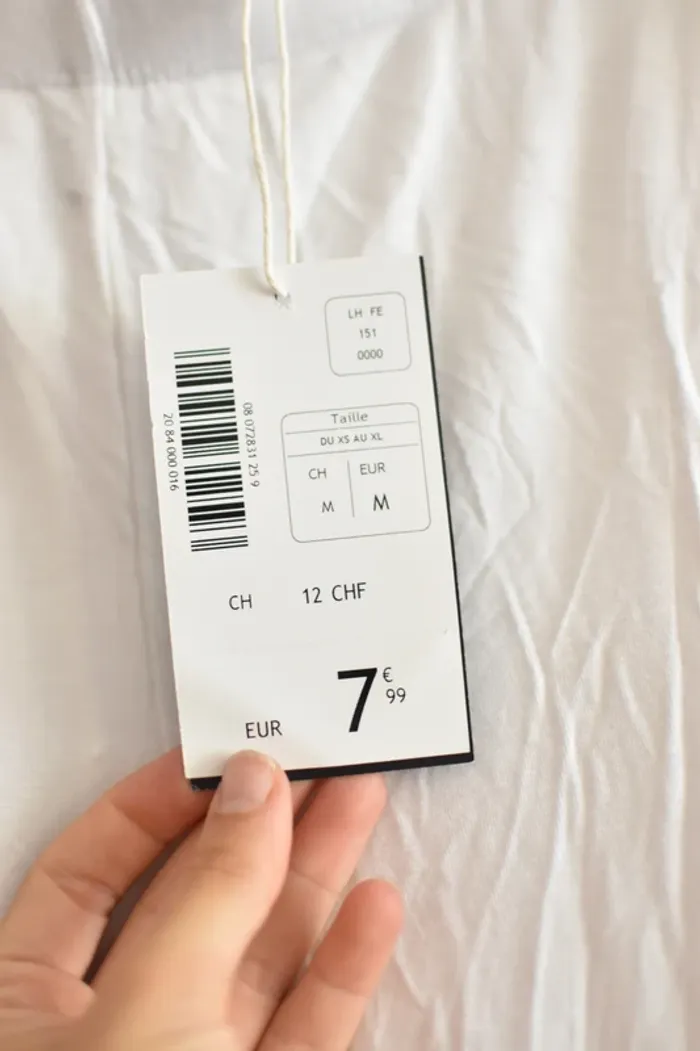 LH FE
151
0000
08 072831 25 9
20 84 000 016
Taille
DU XS AU XL
CH EUR
M M
CH 12 CHF
7 €
99
EUR